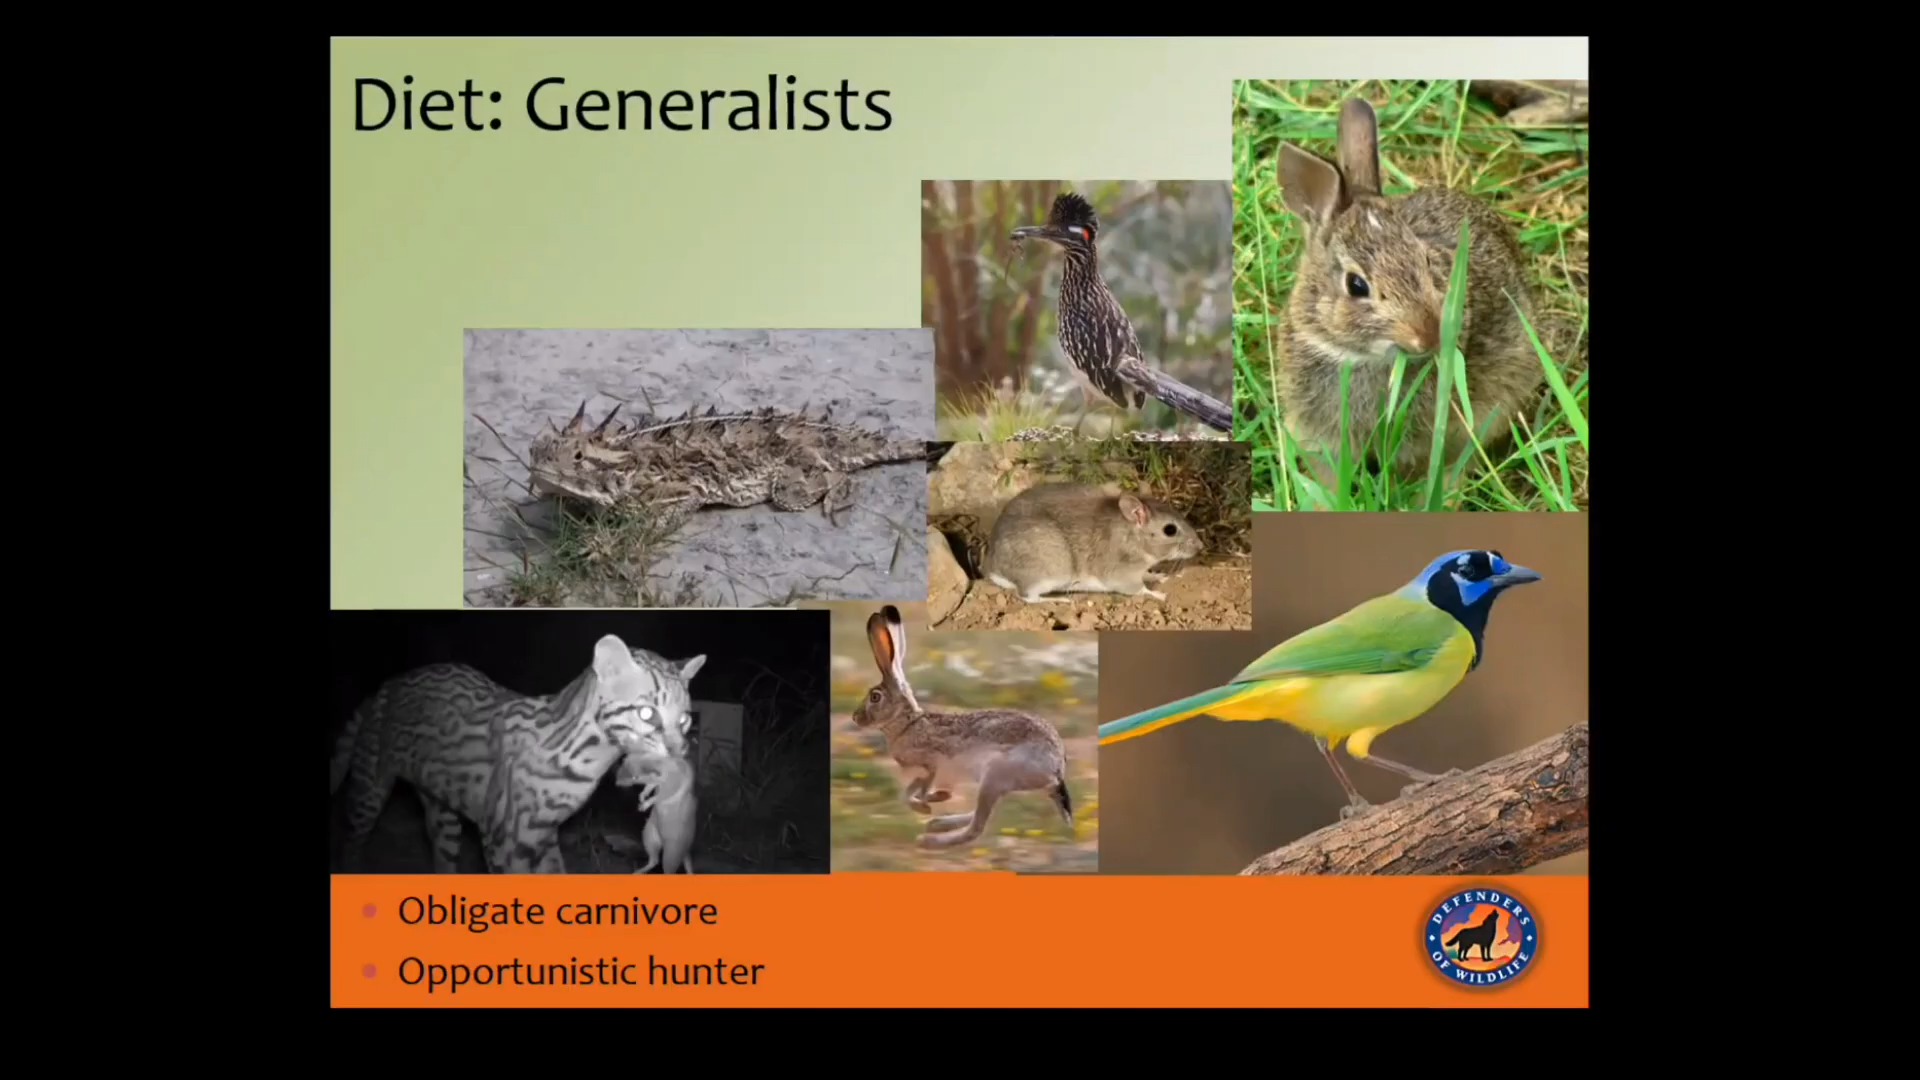 Diet: Generalists
Obligate carnivore
Opportunistic hunter
DEFENDERS
OF WILDLIFE